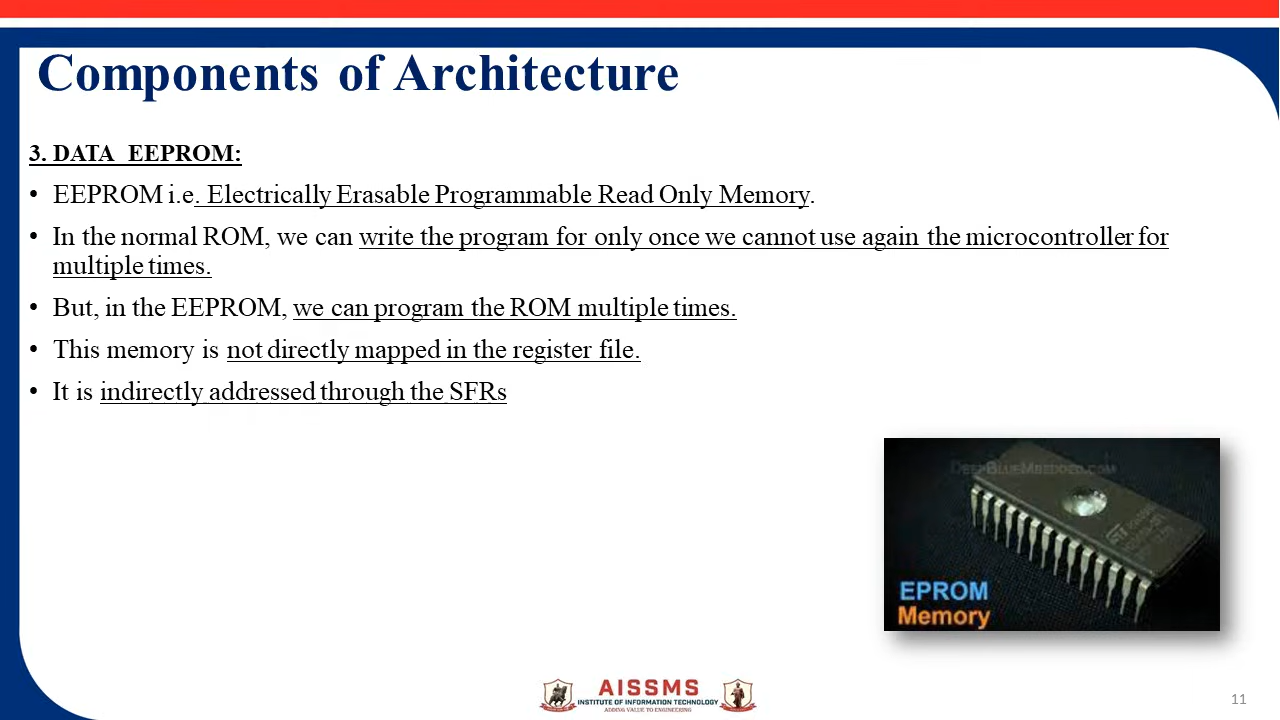 Components of Architecture
3. DATA EEPROM:
• EEPROM i.e. Electrically Erasable Programmable Read Only Memory.
• In the normal ROM, we can write the program for only once we cannot use again the microcontroller for
multiple times.
• But, in the EEPROM, we can program the ROM multiple times.
• This memory is not directly mapped in the register file.
• It is indirectly addressed through the SFRs
DEEPBLUEMBEDDED.COM
EPROM
Memory
AISSMS
INSTITUTE OF INFORMATION TECHNOLOGY
ADDING VALUE TO ENGINEERING
11